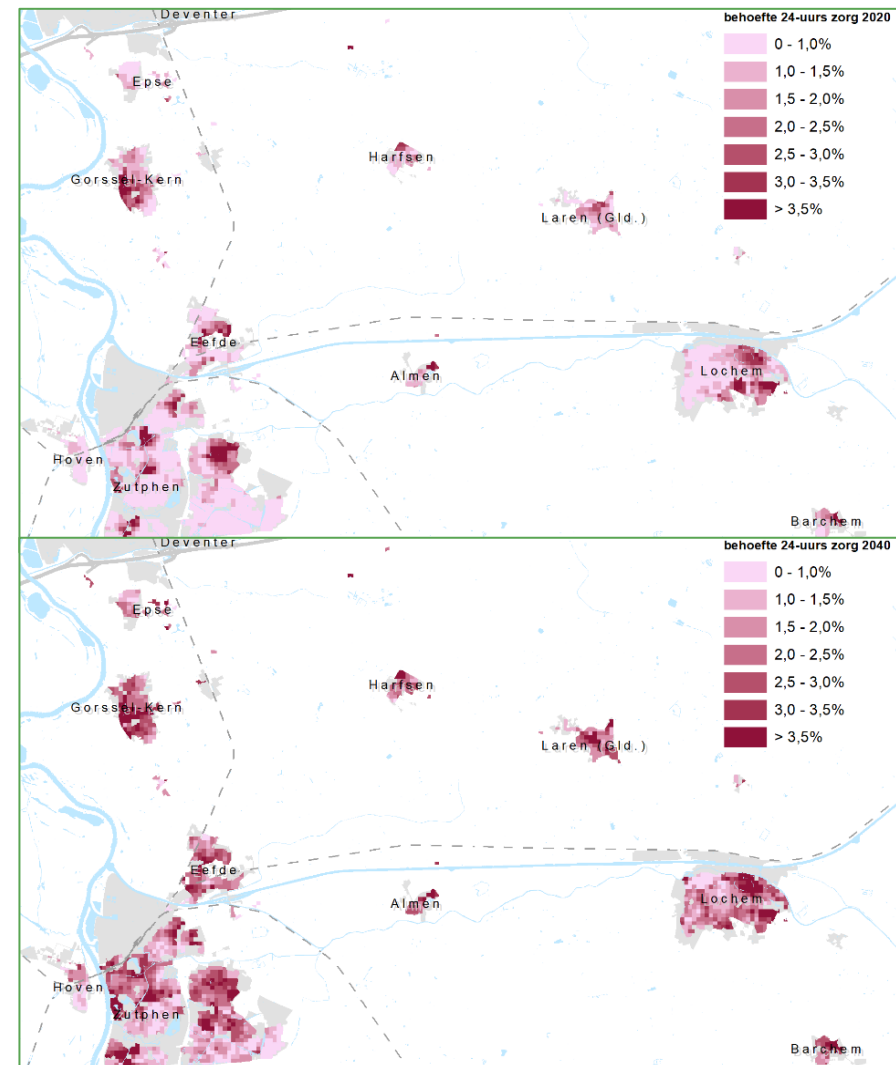 Deventer
behoefte 24-uurs zorg 2020
0 - 1,0%
1,0 - 1,5%
1,5 - 2,0%
2,0 - 2,5%
2,5 - 3,0%
3,0 - 3,5%
> 3,5%
Epse
Harfsen
Gorssel-Kern
Laren (Gld.)
Eefde
Almen
Lochem
Hoven
Zutphen
Barchem
Deventer
behoefte 24-uurs zorg 2040
0 - 1,0%
1,0 - 1,5%
1,5 - 2,0%
2,0 - 2,5%
2,5 - 3,0%
3,0 - 3,5%
> 3,5%
Epse
Harfsen
Gorssel-Kern
Laren (Gld.)
Eefde
Almen
Lochem
Hoven
Zutphen
Barchem